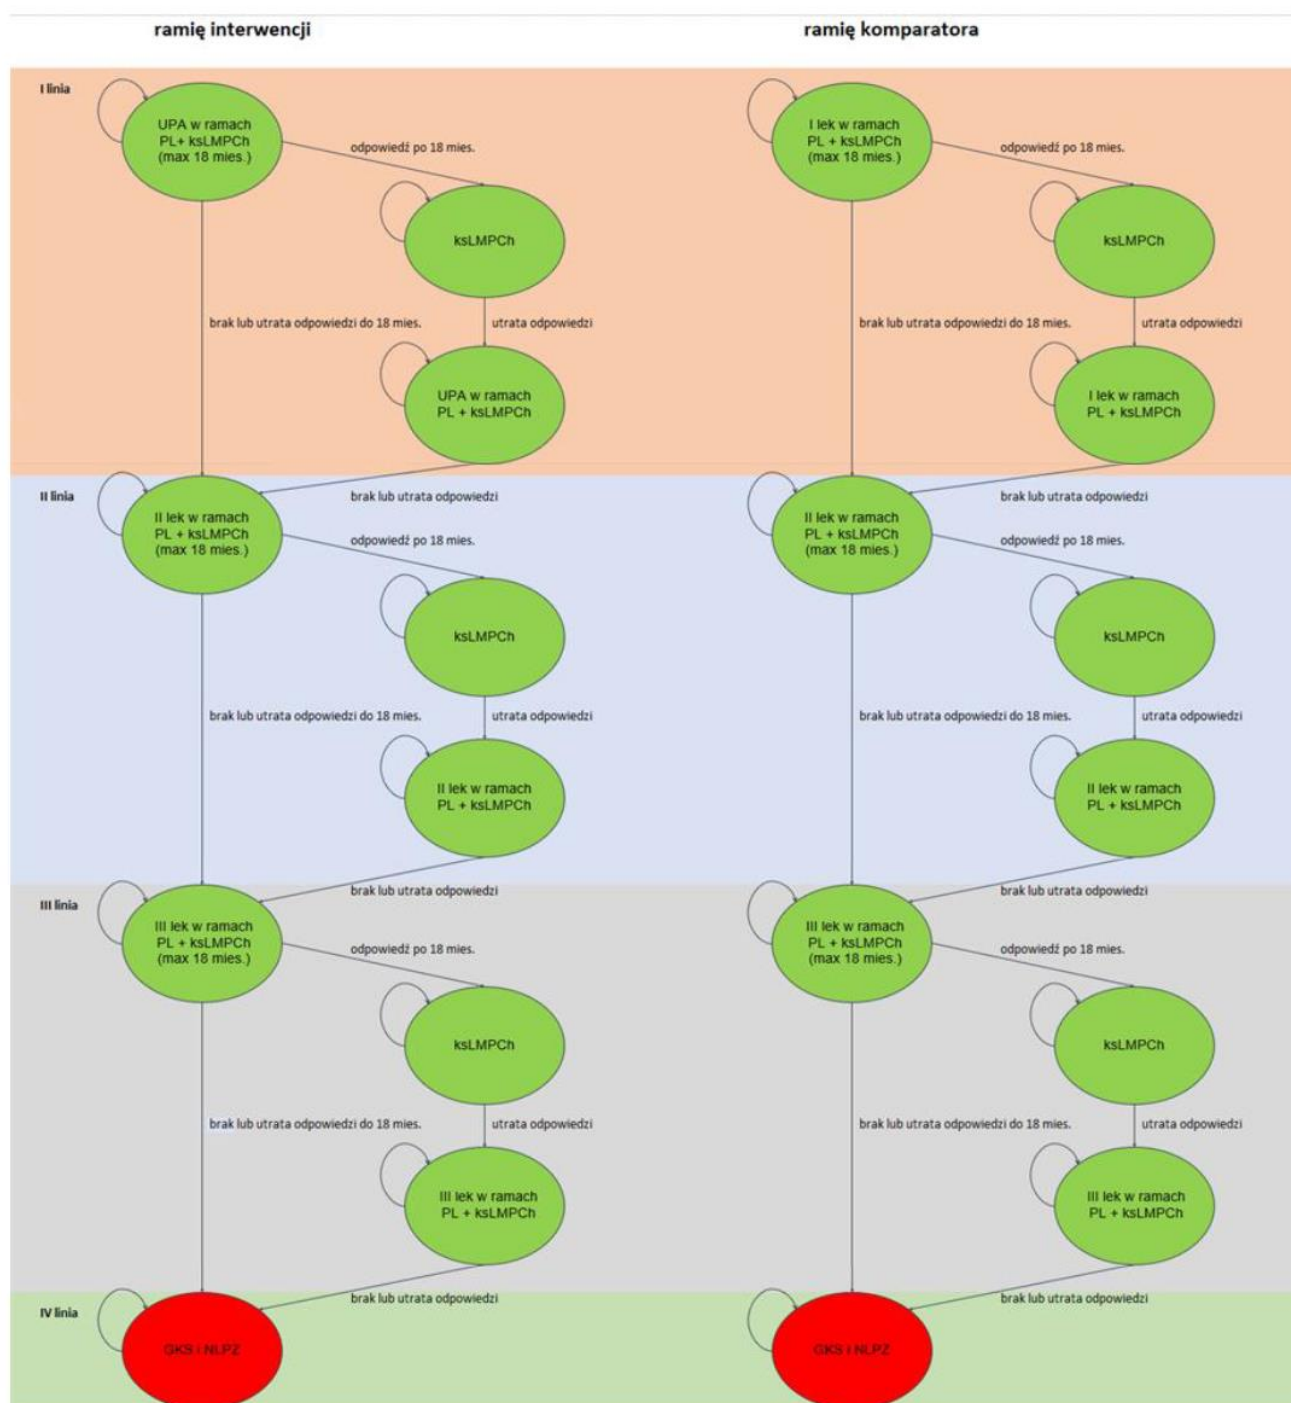 ramię interwencji
ramię komparatora
I linia
UPA w ramach
PL+ ksLMPCh
(max 18 mies.)
odpowiedź po 18 mies.
ksLMPCh
brak lub utrata odpowiedzi do 18 mies.
utrata odpowiedzi
UPA w ramach
PL + ksLMPCh
brak lub utrata odpowiedzi
I lek w ramach
PL + ksLMPCh
(max 18 mies.)
odpowiedź po 18 mies.
ksLMPCh
brak lub utrata odpowiedzi do 18 mies.
utrata odpowiedzi
I lek w ramach
PL + ksLMPCh
brak lub utrata odpowiedzi
II linia
II lek w ramach
PL + ksLMPCh
(max 18 mies.)
odpowiedź po 18 mies.
ksLMPCh
brak lub utrata odpowiedzi do 18 mies.
utrata odpowiedzi
II lek w ramach
PL + ksLMPCh
brak lub utrata odpowiedzi
II lek w ramach
PL + ksLMPCh
(max 18 mies.)
odpowiedź po 18 mies.
ksLMPCh
brak lub utrata odpowiedzi do 18 mies.
utrata odpowiedzi
II lek w ramach
PL + ksLMPCh
brak lub utrata odpowiedzi
III linia
III lek w ramach
PL + ksLMPCh
(max 18 mies.)
odpowiedź po 18 mies.
ksLMPCh
brak lub utrata odpowiedzi do 18 mies.
utrata odpowiedzi
III lek w ramach
PL + ksLMPCh
brak lub utrata odpowiedzi
III lek w ramach
PL + ksLMPCh
(max 18 mies.)
odpowiedź po 18 mies.
ksLMPCh
brak lub utrata odpowiedzi do 18 mies.
utrata odpowiedzi
III lek w ramach
PL + ksLMPCh
brak lub utrata odpowiedzi
IV linia
GKS i NLPZ
GKS i NLPZ